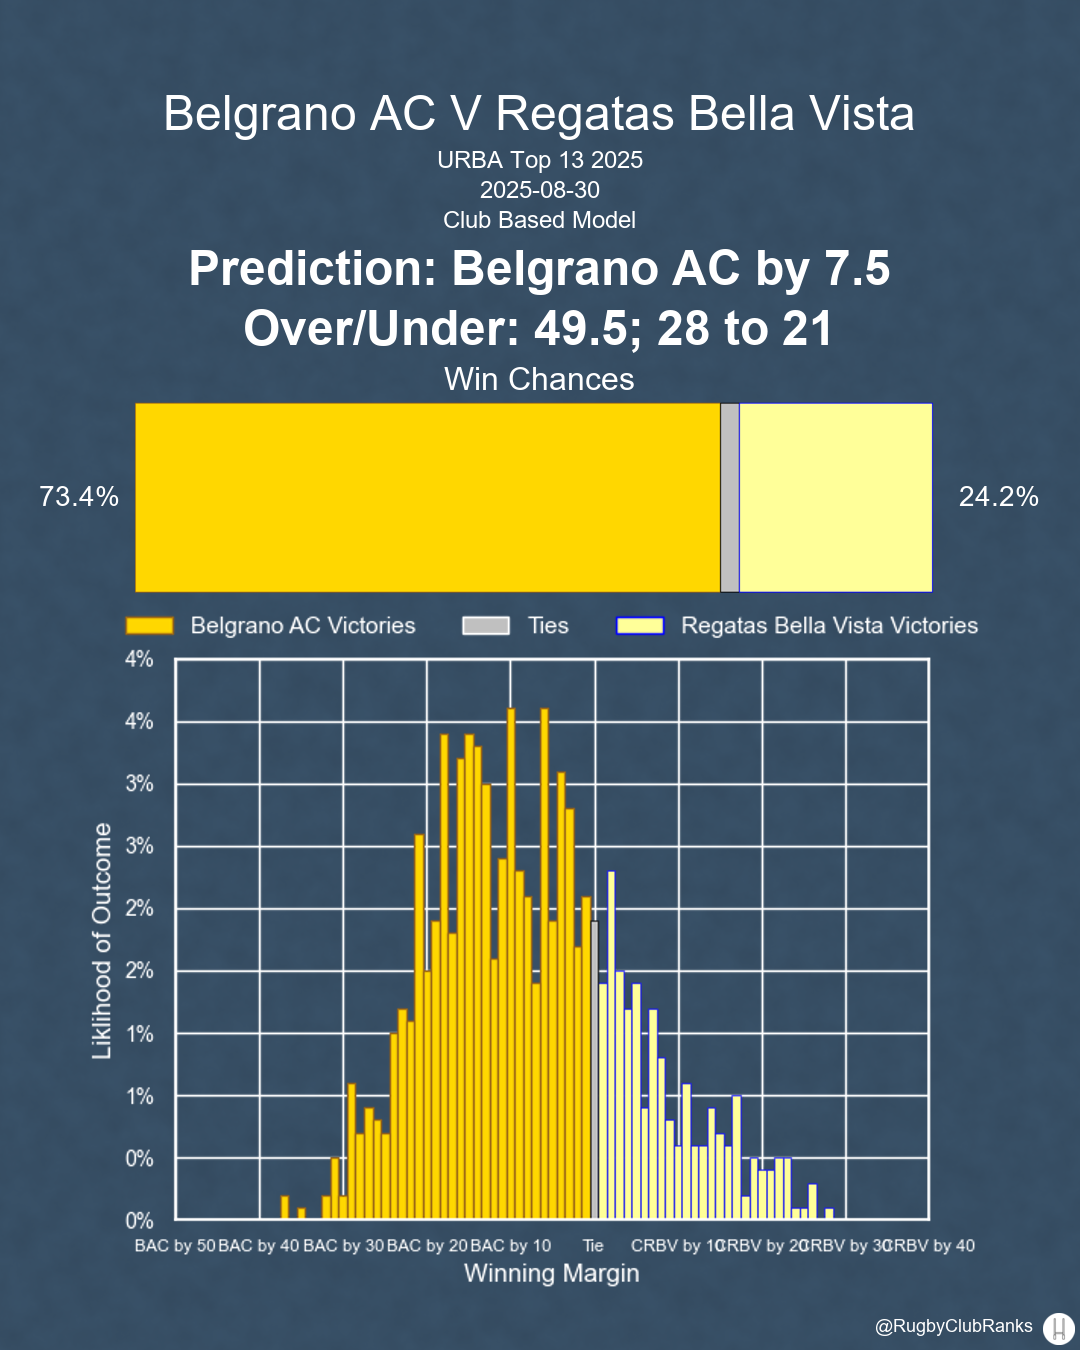 Belgrano AC V Regatas Bella Vista
URBA Top 13 2025
2025-08-30
Club Based Model
Prediction: Belgrano AC by 7.5
Over/Under: 49.5; 28 to 21
Win Chances
73.4%
24.2%
Belgrano AC Victories
Ties
Regatas Bella Vista Victories
4%
4%
3%
3%
2%
2%
1%
1%
0%
0%
Liklihood of Outcome
BAC by 50 BAC by 40 BAC by 30 BAC by 20 BAC by 10 Tie CRBV by 10 CRBV by 20 CRBV by 30 CRBV by 40
Winning Margin
@RugbyClubRanks